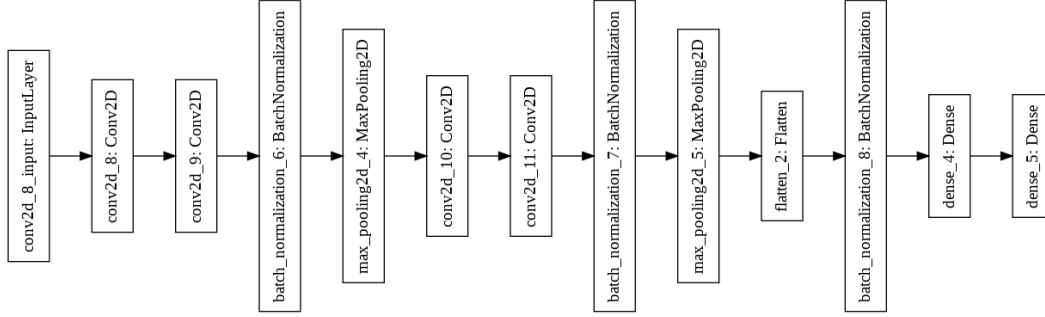 conv2d_8_input: InputLayer
conv2d_8: Conv2D
conv2d_9: Conv2D
batch_normalization_6: BatchNormalization
max_pooling2d_4: MaxPooling2D
conv2d_10: Conv2D
conv2d_11: Conv2D
batch_normalization_7: BatchNormalization
max_pooling2d_5: MaxPooling2D
flatten_2: Flatten
batch_normalization_8: BatchNormalization
dense_4: Dense
dense_5: Dense